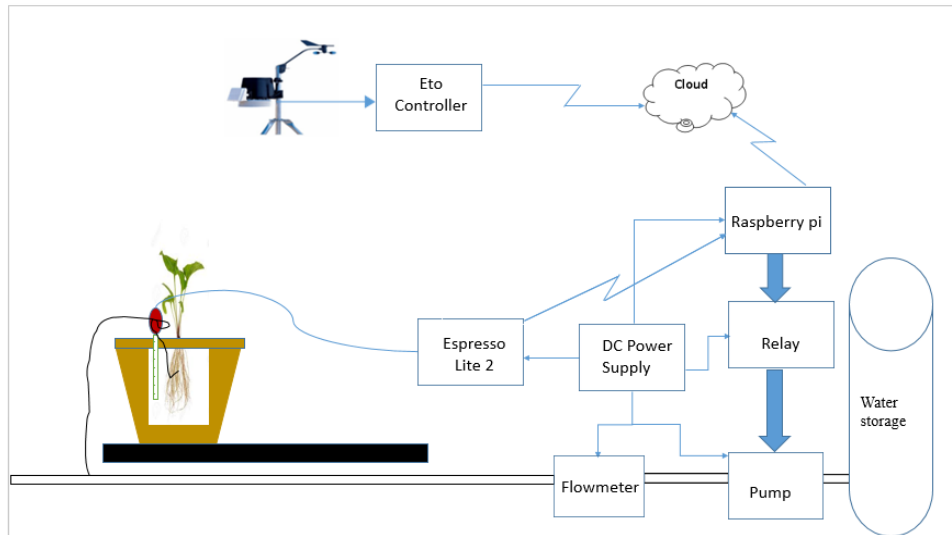 Eto
Controller
Cloud
Raspberry pi
Espresso
Lite 2
DC Power
Supply
Relay
Water
storage
Flowmeter
Pump